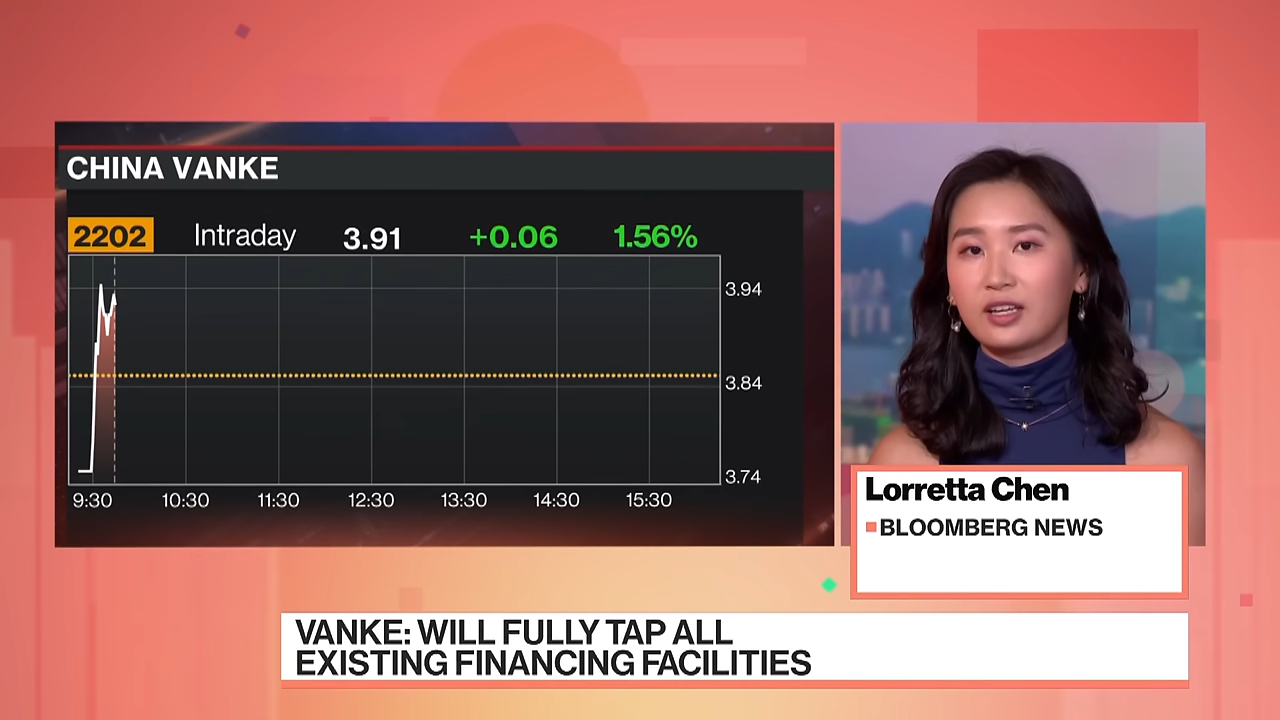 CHINA VANKE
2202 Intraday 3.91 +0.06 1.56%
3.94
3.84
3.74
9:30 10:30 11:30 12:30 13:30 14:30 15:30
Lorretta Chen
BLOOMBERG NEWS
VANKE: WILL FULLY TAP ALL
EXISTING FINANCING FACILITIES